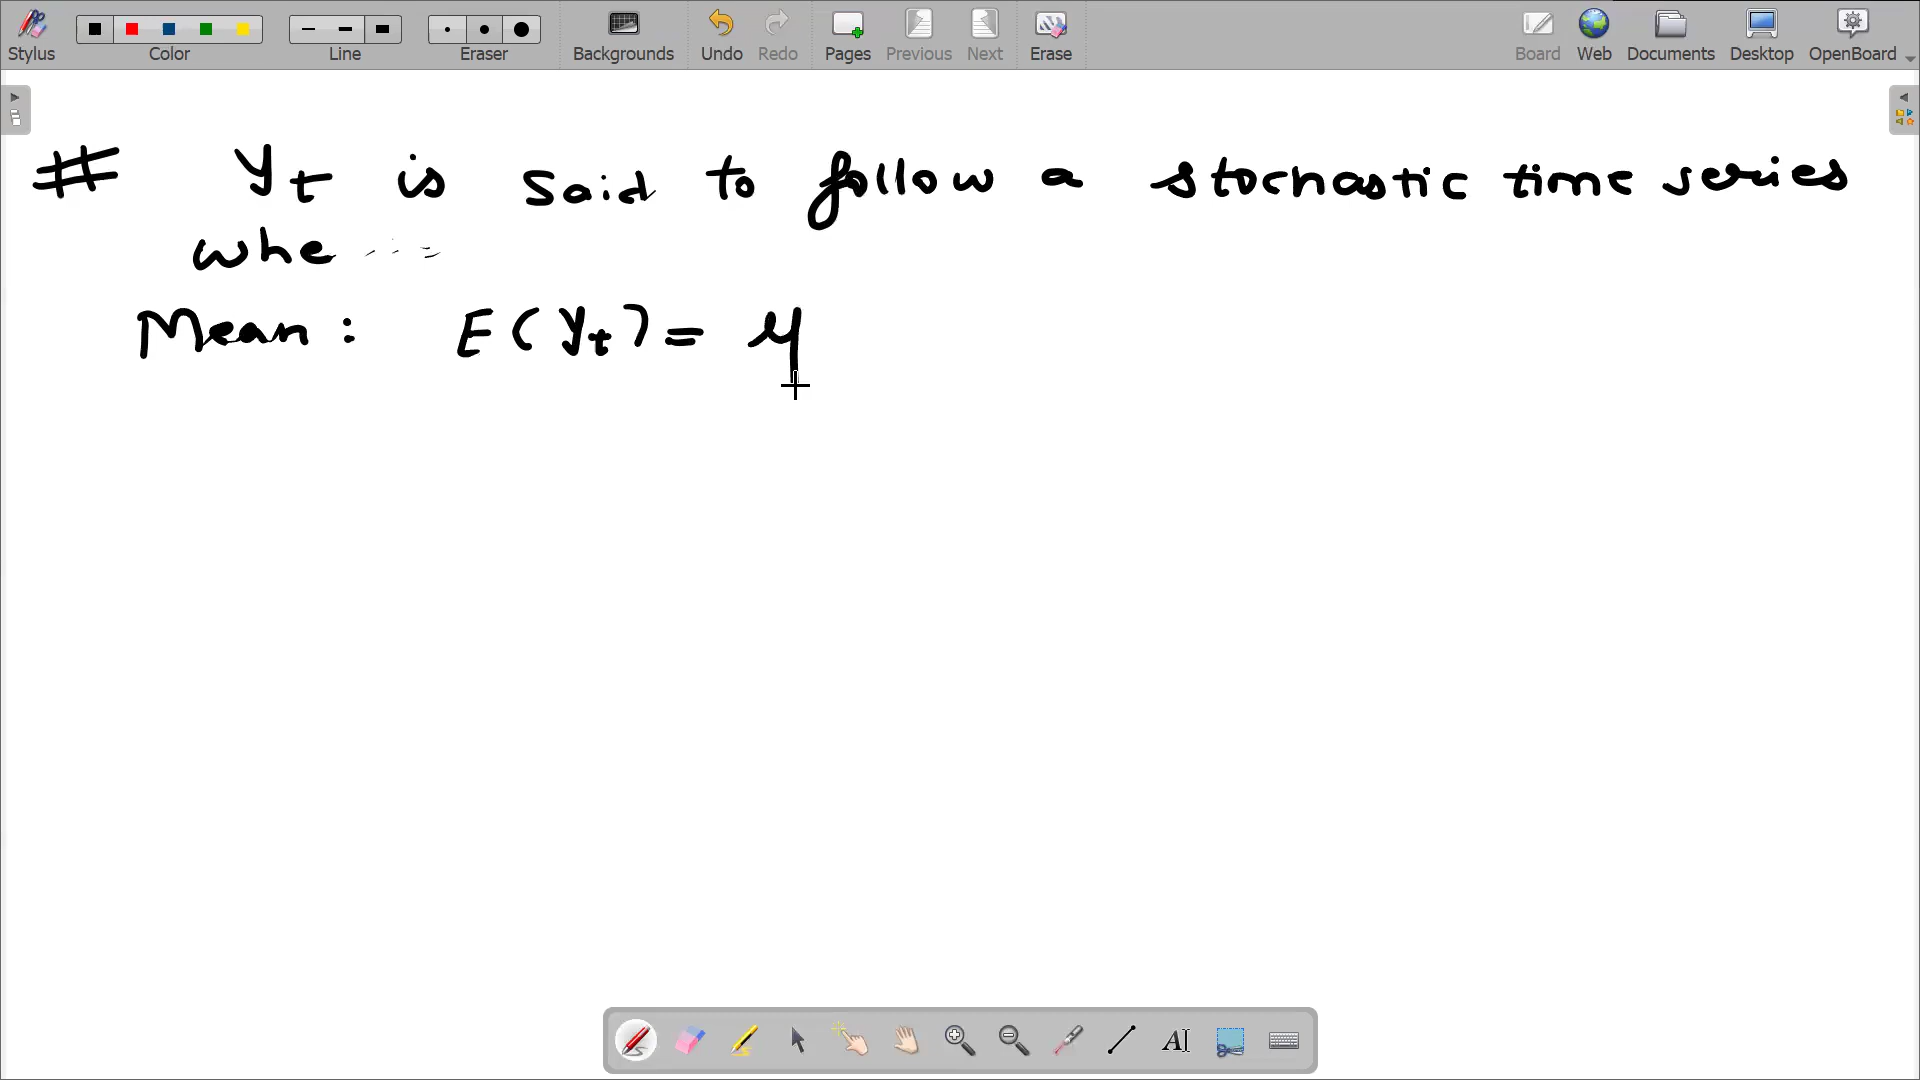 Stylus Color Line Eraser Backgrounds Undo Redo Pages Previous Next Erase Board Web Documents Desktop OpenBoard
# Yt is said to follow a stochastic time series
whe
Mean : E(Yt) = μ
AI